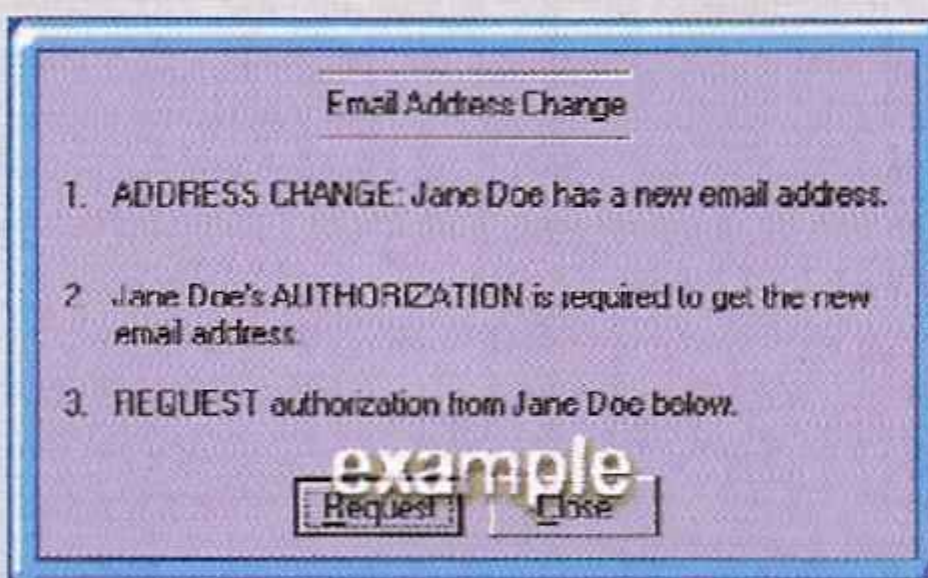 Email Address Change
1. ADDRESS CHANGE: Jane Doe has a new email address.
2 Jane Doe's AUTHORIZATION is required to get the new
email address.
3. REQUEST authorization from Jane Doe below.
example
Request Close